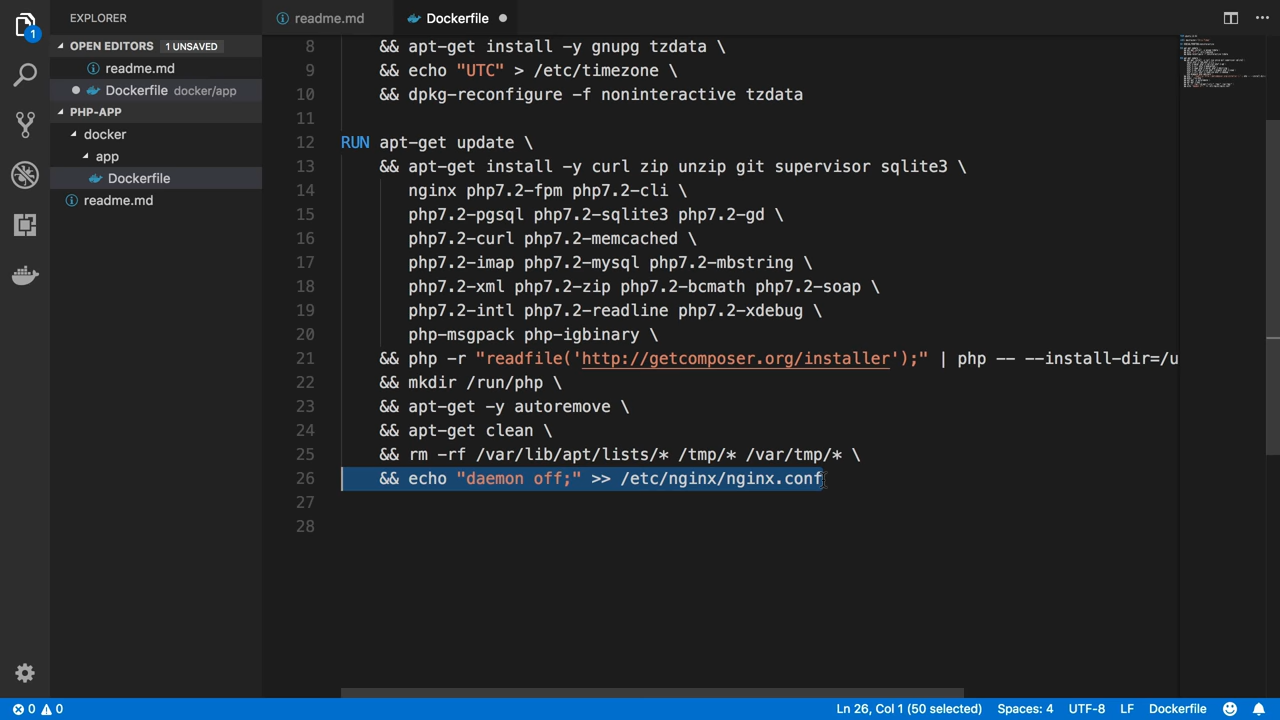 EXPLORER
readme.md
Dockerfile
1
OPEN EDITORS 1 UNSAVED
readme.md
Dockerfile docker/app
PHP-APP
docker
app
Dockerfile
readme.md
8 && apt-get install -y gnupg tzdata \
9 && echo "UTC" > /etc/timezone \
10 && dpkg-reconfigure -f noninteractive tzdata
11
12 RUN apt-get update \
13 && apt-get install -y curl zip unzip git supervisor sqlite3 \
14 nginx php7.2-fpm php7.2-cli \
15 php7.2-pgsql php7.2-sqlite3 php7.2-gd \
16 php7.2-curl php7.2-memcached \
17 php7.2-imap php7.2-mysql php7.2-mbstring \
18 php7.2-xml php7.2-zip php7.2-bcmath php7.2-soap \
19 php7.2-intl php7.2-readline php7.2-xdebug \
20 php-msgpack php-igbinary \
21 && php -r "readfile('http://getcomposer.org/installer');" | php -- --install-dir=/u
22 && mkdir /run/php \
23 && apt-get -y autoremove \
24 && apt-get clean \
25 && rm -rf /var/lib/apt/lists/* /tmp/* /var/tmp/* \
26 && echo "daemon off;" >> /etc/nginx/nginx.conf
27
28
0 0
Ln 26, Col 1 (50 selected) Spaces: 4 UTF-8 LF Dockerfile